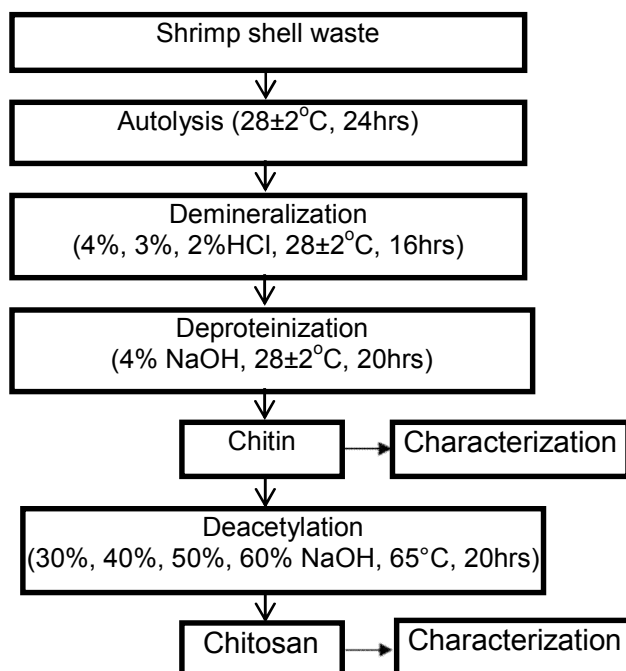 Shrimp shell waste
Autolysis (28±2°C, 24hrs)
Demineralization
(4%, 3%, 2%HCl, 28±2°C, 16hrs)
Deproteinization
(4% NaOH, 28±2°C, 20hrs)
Chitin
Characterization
Deacetylation
(30%, 40%, 50%, 60% NaOH, 65°C, 20hrs)
Chitosan
Characterization